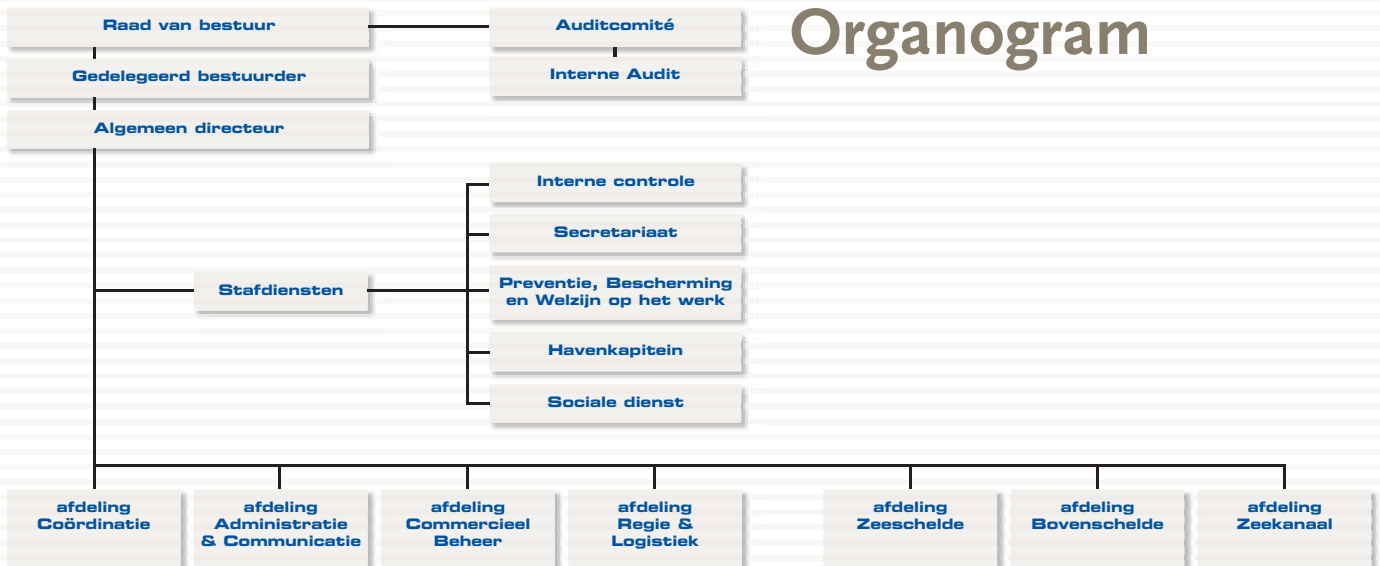 Organogram
Raad van bestuur
Auditcomité
Gedelegeerd bestuurder
Interne Audit
Algemeen directeur
Interne controle
Secretariaat
Stafdiensten
Preventie, Bescherming
en Welzijn op het werk
Havenkapitein
Sociale dienst
afdeling
Coördinatie
afdeling
Administratie
& Communicatie
afdeling
Commercieel
Beheer
afdeling
Regie &
Logistiek
afdeling
Zeeschelde
afdeling
Bovenschelde
afdeling
Zeekanaal